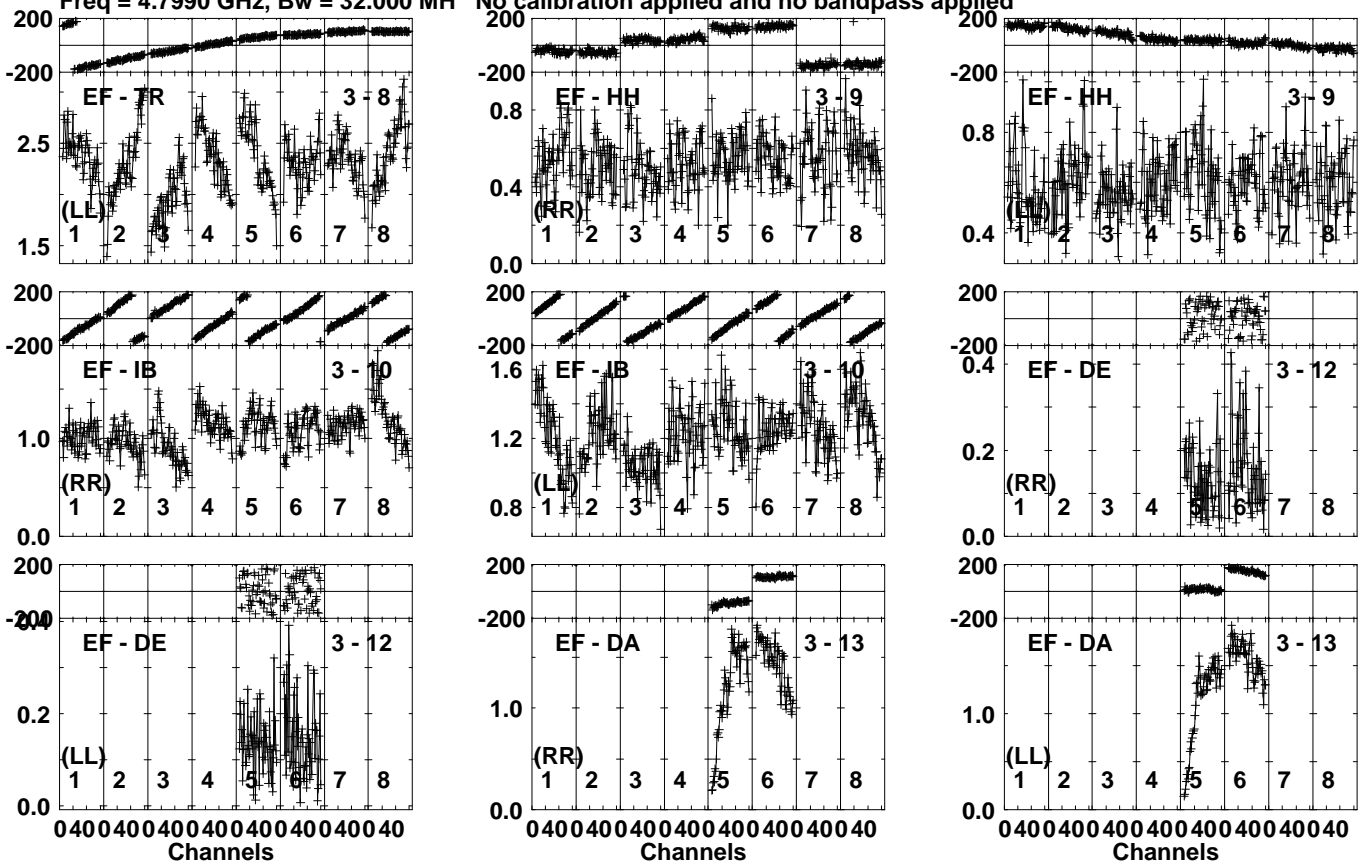 Freq = 4.7990 GHz, Bw = 32.000 MH No calibration applied and no bandpass applied
200
-200
EF - TR 3 - 8
2.5
1.5
(LL)
1 2 3 4 5 6 7 8
200
-200
EF - HH 3 - 9
0.8
0.4
0.0
(RR)
1 2 3 4 5 6 7 8
200
-200
EF - HH 3 - 9
0.8
0.4
(LL)
1 2 3 4 5 6 7 8
200
-200
EF - IB 3 - 10
1.0
0.0
(RR)
1 2 3 4 5 6 7 8
200
-200
EF - IB 3 - 10
1.6
1.2
0.8
(LL)
1 2 3 4 5 6 7 8
200
-200
EF - DE 3 - 12
0.4
0.2
0.0
(RR)
1 2 3 4 5 6 7 8
200
-200
EF - DE 3 - 12
0.4
0.2
0.0
(LL)
1 2 3 4 5 6 7 8
0 40 0 40 0 40 0 40 0 40 0 40 0 40 0 40
Channels
200
-200
EF - DA 3 - 13
1.0
0.0
(RR)
1 2 3 4 5 6 7 8
0 40 0 40 0 40 0 40 0 40 0 40 0 40 0 40
Channels
200
-200
EF - DA 3 - 13
1.0
0.0
(LL)
1 2 3 4 5 6 7 8
0 40 0 40 0 40 0 40 0 40 0 40 0 40 0 40
Channels